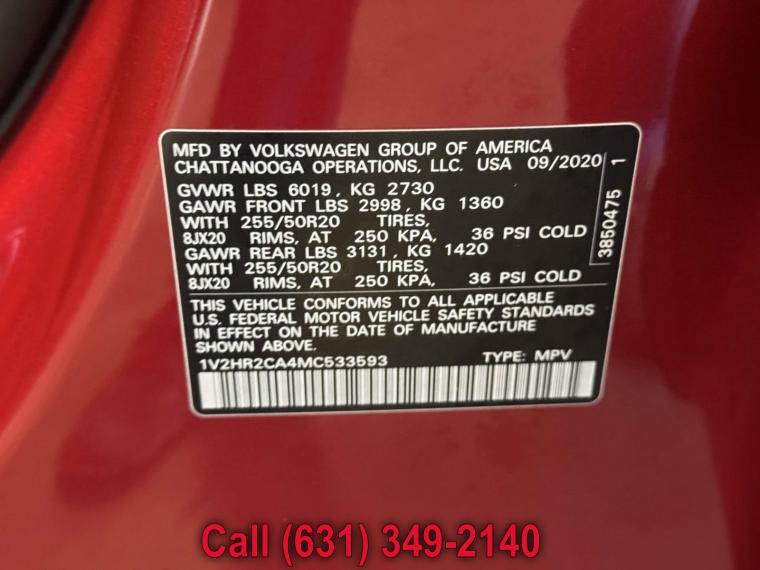 MFD BY VOLKSWAGEN GROUP OF AMERICA
CHATTANOOGA OPERATIONS, LLC. USA 09/2020
GVWR LBS 6019, KG 2730
GAWR FRONT LBS 2998, KG 1360
WITH 255/50R20 TIRES,
8JX20 RIMS, AT 250 KPA, 36 PSI COLD
GAWR REAR LBS 3131, KG 1420
WITH 255/50R20 TIRES,
8JX20 RIMS, AT 250 KPA, 36 PSI COLD
THIS VEHICLE CONFORMS TO ALL APPLICABLE
U.S. FEDERAL MOTOR VEHICLE SAFETY STANDARDS
IN EFFECT ON THE DATE OF MANUFACTURE
SHOWN ABOVE.
1V2HR2CA4MC533593 TYPE: MPV
3850475 1
Call (631) 349-2140